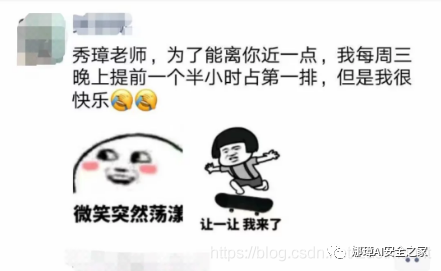 秀璋老师，为了能离你近一点，我每周三
晚上提前一个半小时占第一排，但是我很
快乐🤣🤣
微笑突然荡漾
让一让 我来了
https://blog.csdn
娜璋AI安全之家